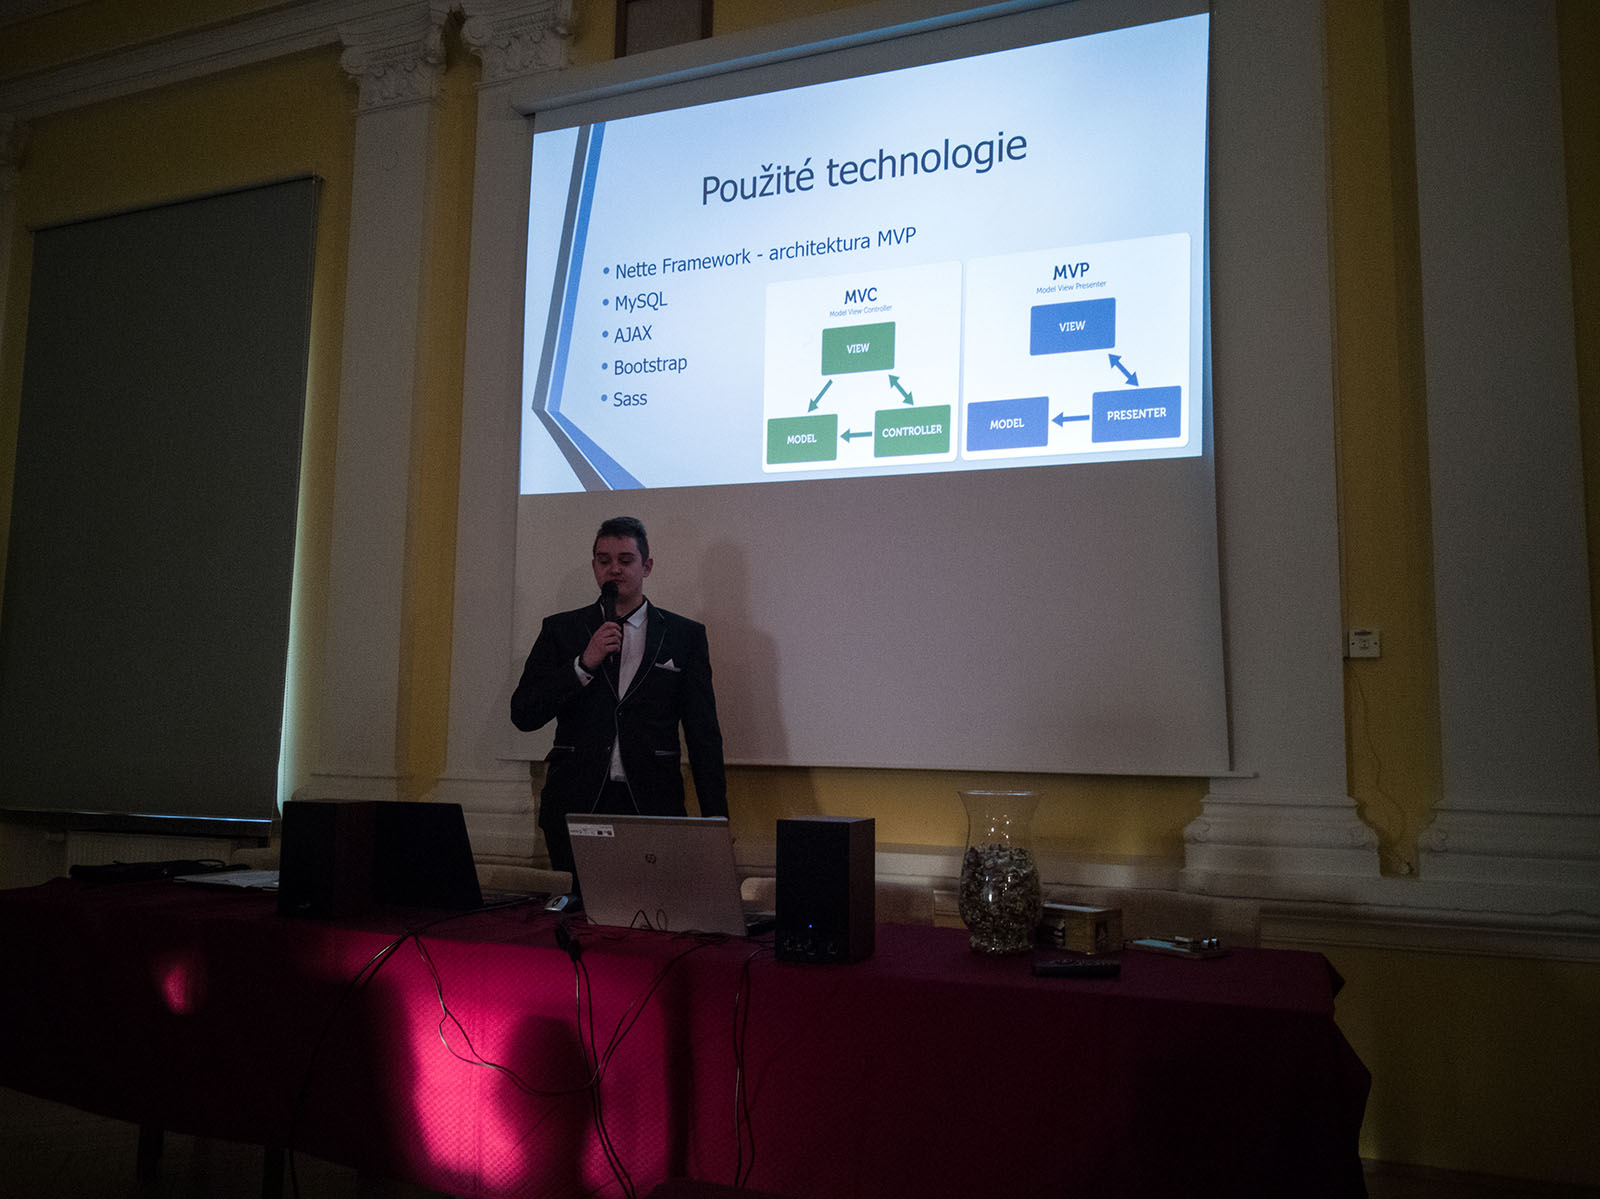 Použité technologie
• Nette Framework - architektura MVP
• MySQL
• AJAX
• Bootstrap
• Sass
MVC
Model View Controller
VIEW
MODEL
CONTROLLER
MVP
Model View Presenter
VIEW
MODEL
PRESENTER
hp